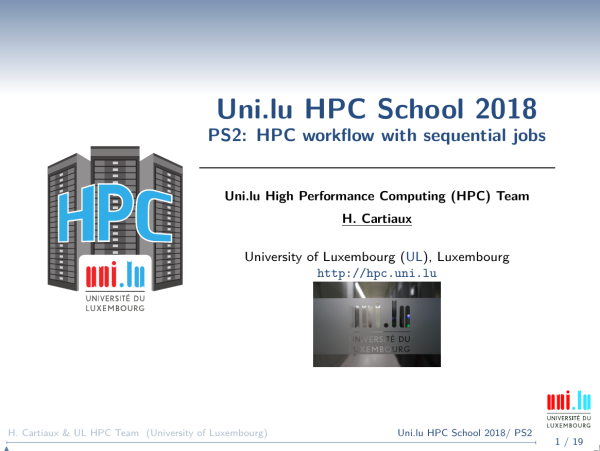 Uni.lu HPC School 2018
PS2: HPC workflow with sequential jobs
Uni.lu High Performance Computing (HPC) Team
H. Cartiaux
University of Luxembourg (UL), Luxembourg
http://hpc.uni.lu
HPC
uni.lu
UNIVERSITÉ DU
LUXEMBOURG
uni.lu
UNIVERSITÉ DU
LUXEMBOURG
uni.lu
UNIVERSITÉ DU
LUXEMBOURG
H. Cartiaux & UL HPC Team (University of Luxembourg)
Uni.lu HPC School 2018/ PS2
1 / 19